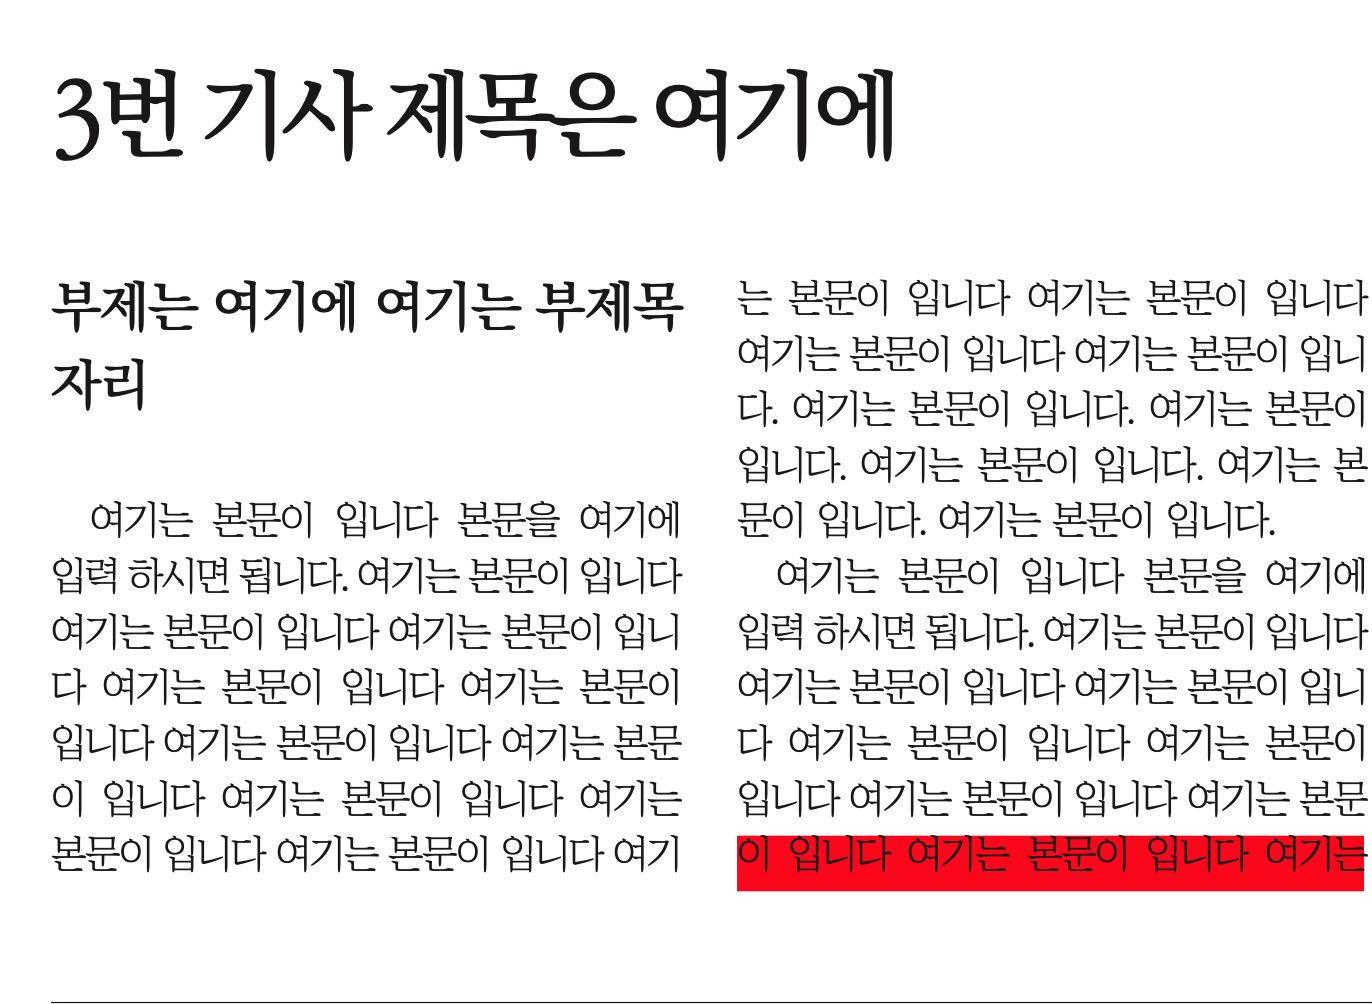 3번 기사 제목은 여기에
부제는 여기에 여기는 부제목
자리
여기는 본문이 입니다 본문을 여기에
입력 하시면 됩니다. 여기는 본문이 입니다
여기는 본문이 입니다 여기는 본문이 입니
다 여기는 본문이 입니다 여기는 본문이
입니다 여기는 본문이 입니다 여기는 본문
이 입니다 여기는 본문이 입니다 여기는
본문이 입니다 여기는 본문이 입니다 여기
는 본문이 입니다 여기는 본문이 입니다
여기는 본문이 입니다 여기는 본문이 입니
다. 여기는 본문이 입니다. 여기는 본문이
입니다. 여기는 본문이 입니다. 여기는 본
문이 입니다. 여기는 본문이 입니다.
여기는 본문이 입니다 본문을 여기에
입력 하시면 됩니다. 여기는 본문이 입니다
여기는 본문이 입니다 여기는 본문이 입니
다 여기는 본문이 입니다 여기는 본문이
입니다 여기는 본문이 입니다 여기는 본문
이 입니다 여기는 본문이 입니다 여기는